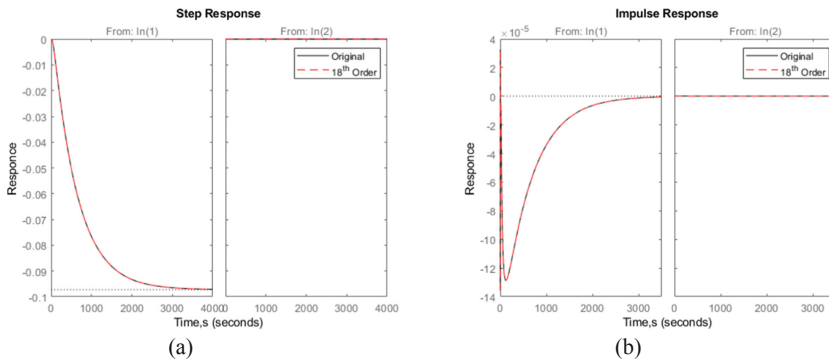 Step Response
From: In(1)
From: In(2)
Original
18th Order
0
-0.01
-0.02
-0.03
-0.04
-0.05
-0.06
-0.07
-0.08
-0.09
-0.1
Responce
0 1000 2000 3000 4000
0 1000 2000 3000 4000
Time,s (seconds)
(a)
Impulse Response
×10-5
From: In(1)
From: In(2)
Original
18th Order
4
2
0
-2
-4
-6
-8
-10
-12
-14
Responce
0 1000 2000 3000
0 1000 2000 3000
Time,s (seconds)
(b)